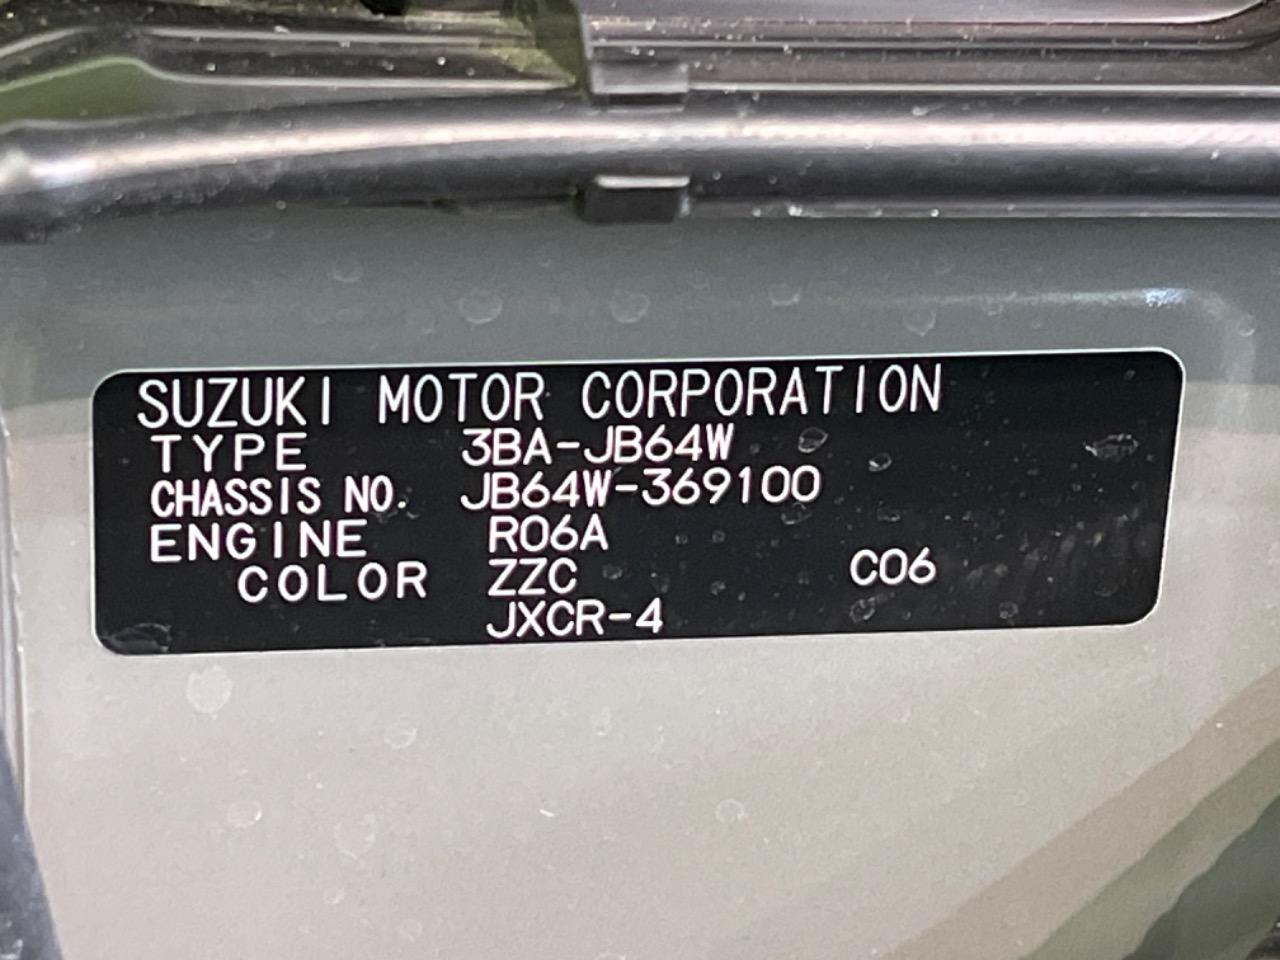 SUZUKI MOTOR CORPORATION
TYPE 3BA-JB64W
CHASSIS NO. JB64W-369100
ENGINE R06A
COLOR ZZC C06
JXCR-4